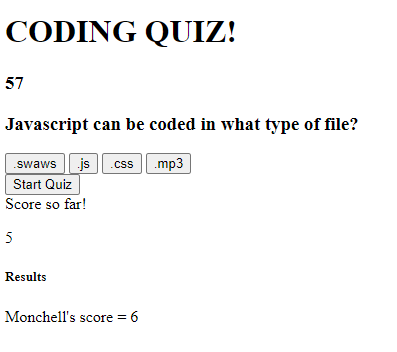 CODING QUIZ!
57
Javascript can be coded in what type of file?
.swaws .js .css .mp3
Start Quiz
Score so far!
5
Results
Monchell's score = 6